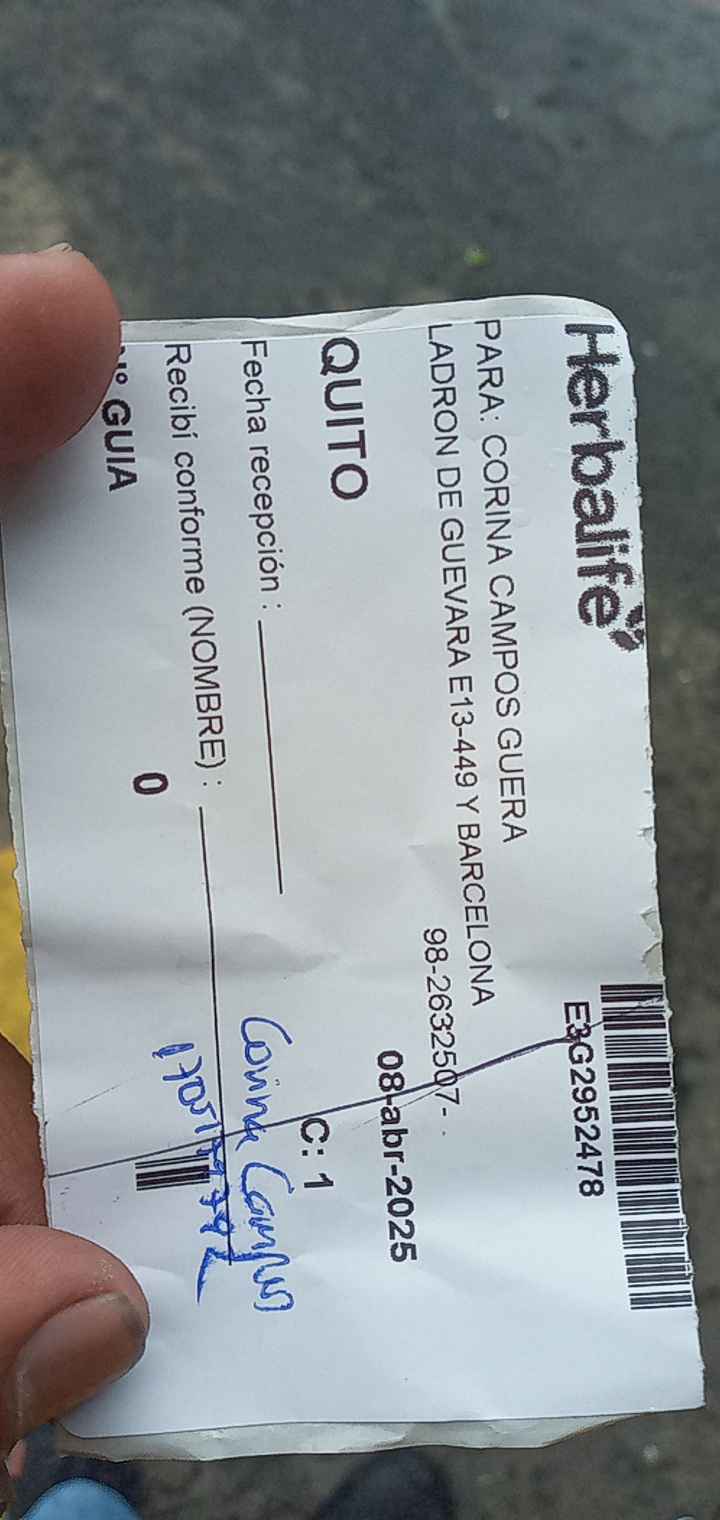 Herbalife
E3G2952478
PARA: CORINA CAMPOS GUERA
LADRON DE GUEVARA E13-449 Y BARCELONA
98-2632507- .
08-abr-2025
QUITO
C: 1
Fecha recepción :
Corina Campos
Recibí conforme (NOMBRE) :
Nº GUIA 0